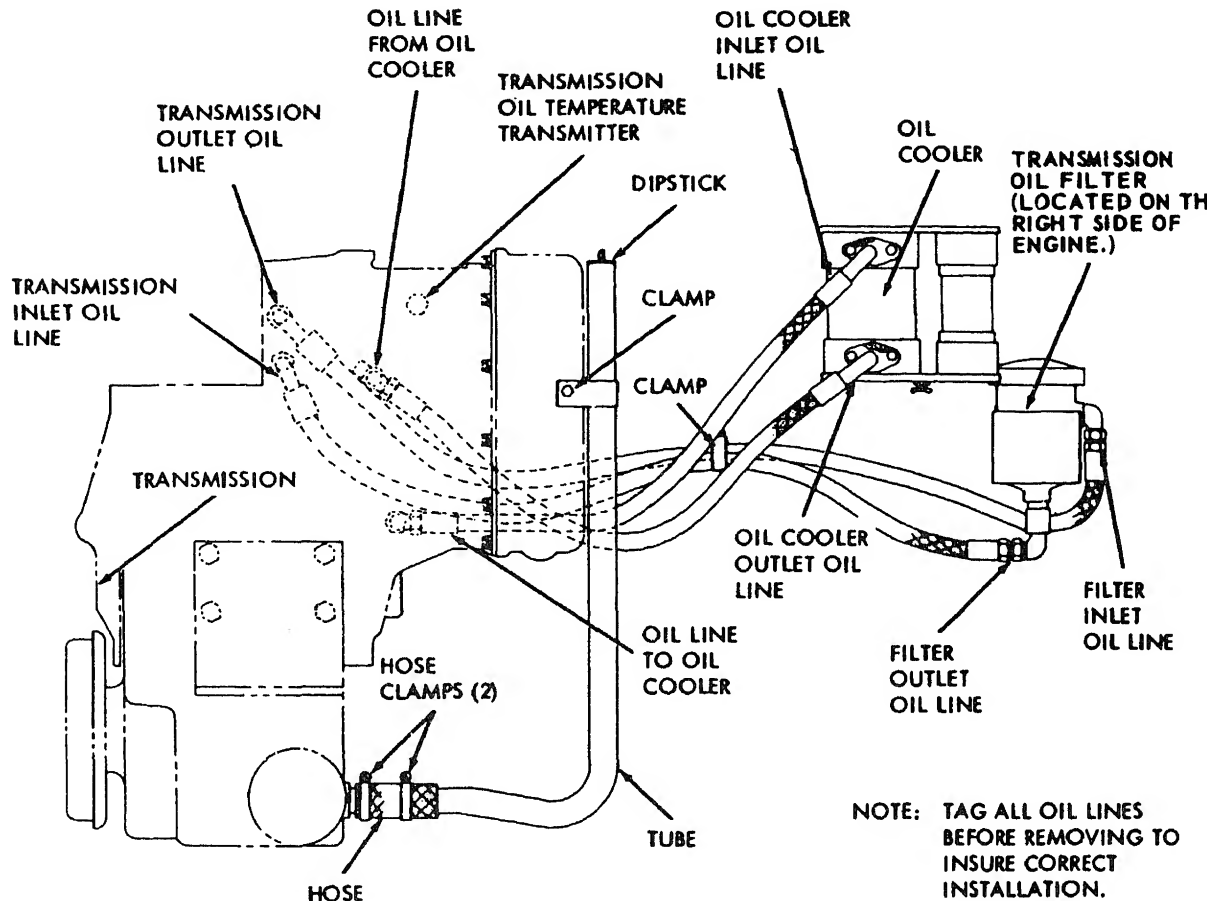 OIL LINE
FROM OIL
COOLER
OIL COOLER
INLET OIL
LINE
TRANSMISSION
OIL TEMPERATURE
TRANSMITTER
TRANSMISSION
OUTLET OIL
LINE
OIL
COOLER
TRANSMISSION
OIL FILTER
(LOCATED ON TH
RIGHT SIDE OF
ENGINE.)
DIPSTICK
TRANSMISSION
INLET OIL
LINE
CLAMP
CLAMP
TRANSMISSION
OIL COOLER
OUTLET OIL
LINE
FILTER
INLET
OIL LINE
OIL LINE
TO OIL
COOLER
FILTER
OUTLET
OIL LINE
HOSE
CLAMPS (2)
TUBE
HOSE
NOTE: TAG ALL OIL LINES
BEFORE REMOVING TO
INSURE CORRECT
INSTALLATION.